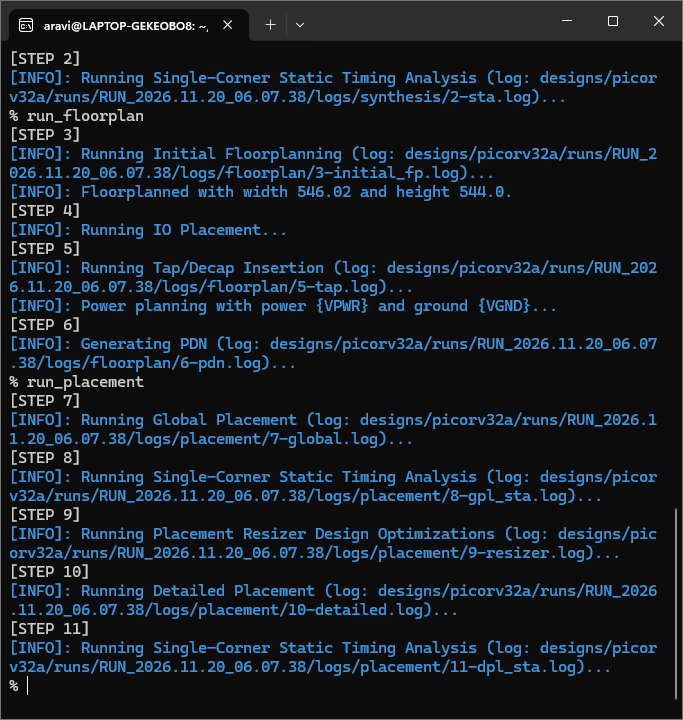 aravi@LAPTOP-GEKEOBO8: ~,
[STEP 2]
[INFO]: Running Single-Corner Static Timing Analysis (log: designs/picor
v32a/runs/RUN_2026.11.20_06.07.38/logs/synthesis/2-sta.log)...
% run_floorplan
[STEP 3]
[INFO]: Running Initial Floorplanning (log: designs/picorv32a/runs/RUN_2
026.11.20_06.07.38/logs/floorplan/3-initial_fp.log)...
[INFO]: Floorplanned with width 546.02 and height 544.0.
[STEP 4]
[INFO]: Running IO Placement...
[STEP 5]
[INFO]: Running Tap/Decap Insertion (log: designs/picorv32a/runs/RUN_202
6.11.20_06.07.38/logs/floorplan/5-tap.log)...
[INFO]: Power planning with power {VPWR} and ground {VGND}...
[STEP 6]
[INFO]: Generating PDN (log: designs/picorv32a/runs/RUN_2026.11.20_06.07
.38/logs/floorplan/6-pdn.log)...
% run_placement
[STEP 7]
[INFO]: Running Global Placement (log: designs/picorv32a/runs/RUN_2026.1
1.20_06.07.38/logs/placement/7-global.log)...
[STEP 8]
[INFO]: Running Single-Corner Static Timing Analysis (log: designs/picor
v32a/runs/RUN_2026.11.20_06.07.38/logs/placement/8-gpl_sta.log)...
[STEP 9]
[INFO]: Running Placement Resizer Design Optimizations (log: designs/pic
orv32a/runs/RUN_2026.11.20_06.07.38/logs/placement/9-resizer.log)...
[STEP 10]
[INFO]: Running Detailed Placement (log: designs/picorv32a/runs/RUN_2026
.11.20_06.07.38/logs/placement/10-detailed.log)...
[STEP 11]
[INFO]: Running Single-Corner Static Timing Analysis (log: designs/picor
v32a/runs/RUN_2026.11.20_06.07.38/logs/placement/11-dpl_sta.log)...
%